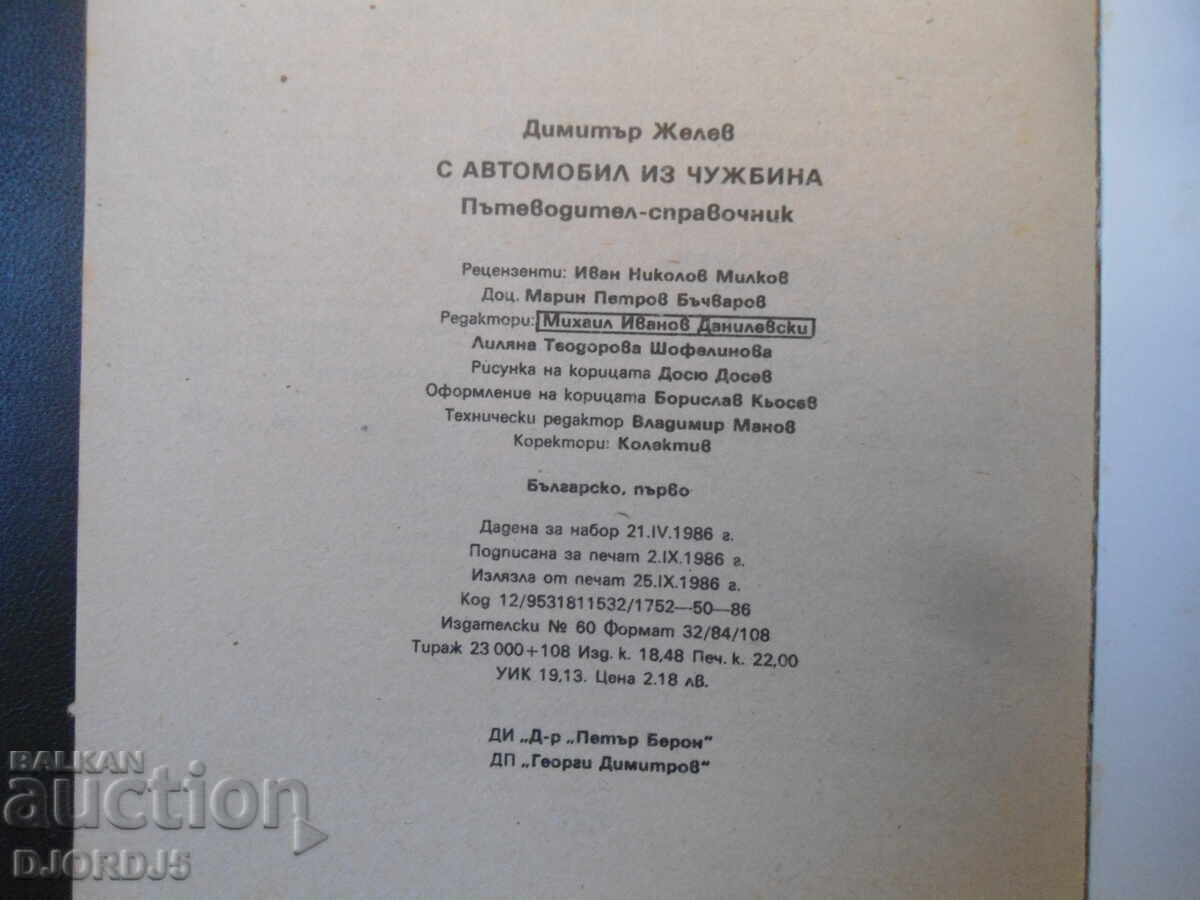 Димитър Желев
С АВТОМОБИЛ ИЗ ЧУЖБИНА
Пътеводител-справочник
Рецензенти: Иван Николов Милков
Доц. Марин Петров Бъчваров
Редактори: Михаил Иванов Данилевски
Лиляна Теодорова Шофелинова
Рисунка на корицата Досю Досев
Оформление на корицата Борислав Кьосев
Технически редактор Владимир Манов
Коректори: Колектив
Българско, първо
Дадена за набор 21.IV.1986 г.
Подписана за печат 2.IX.1986 г.
Излязла от печат 25.IX.1986 г.
Код 12/9531811532/1752—50—86
Издателски № 60 Формат 32/84/108
Тираж 23 000+108 Изд. к. 18,48 Печ. к. 22,00
УИК 19,13. Цена 2.18 лв.
ДИ „Д-р „Петър Берон"
ДП „Георги Димитров"
BALKAN
auction
DJORDJ5